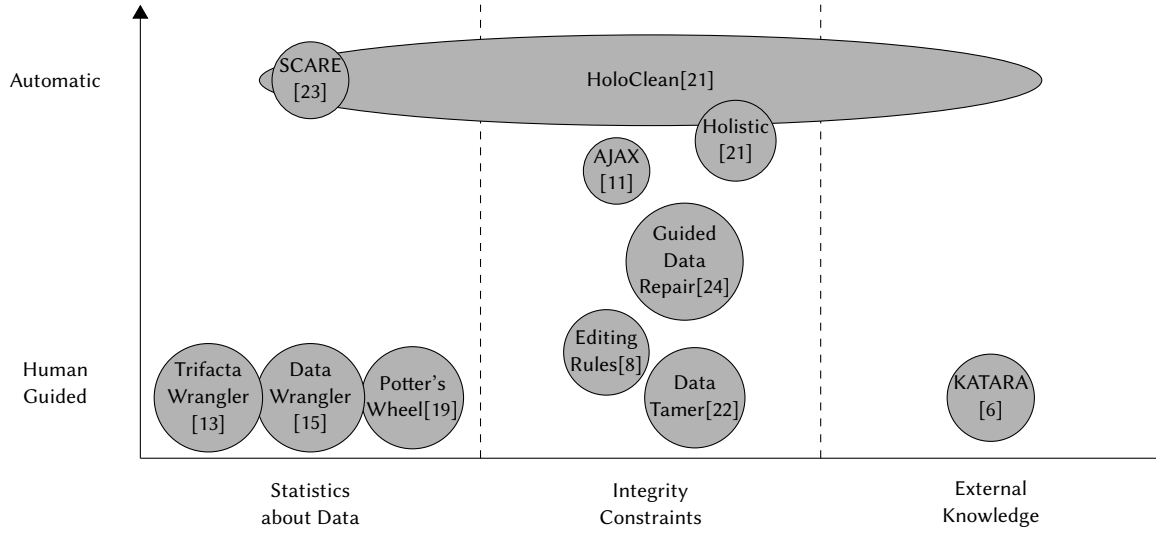 Automatic
SCARE
[23]
HoloClean[21]
Holistic
[21]
AJAX
[11]
Guided
Data
Repair[24]
Editing
Rules[8]
Human
Guided
Trifacta
Wrangler
[13]
Data
Wrangler
[15]
Potter's
Wheel[19]
Data
Tamer[22]
KATARA
[6]
Statistics
about Data
Integrity
Constraints
External
Knowledge